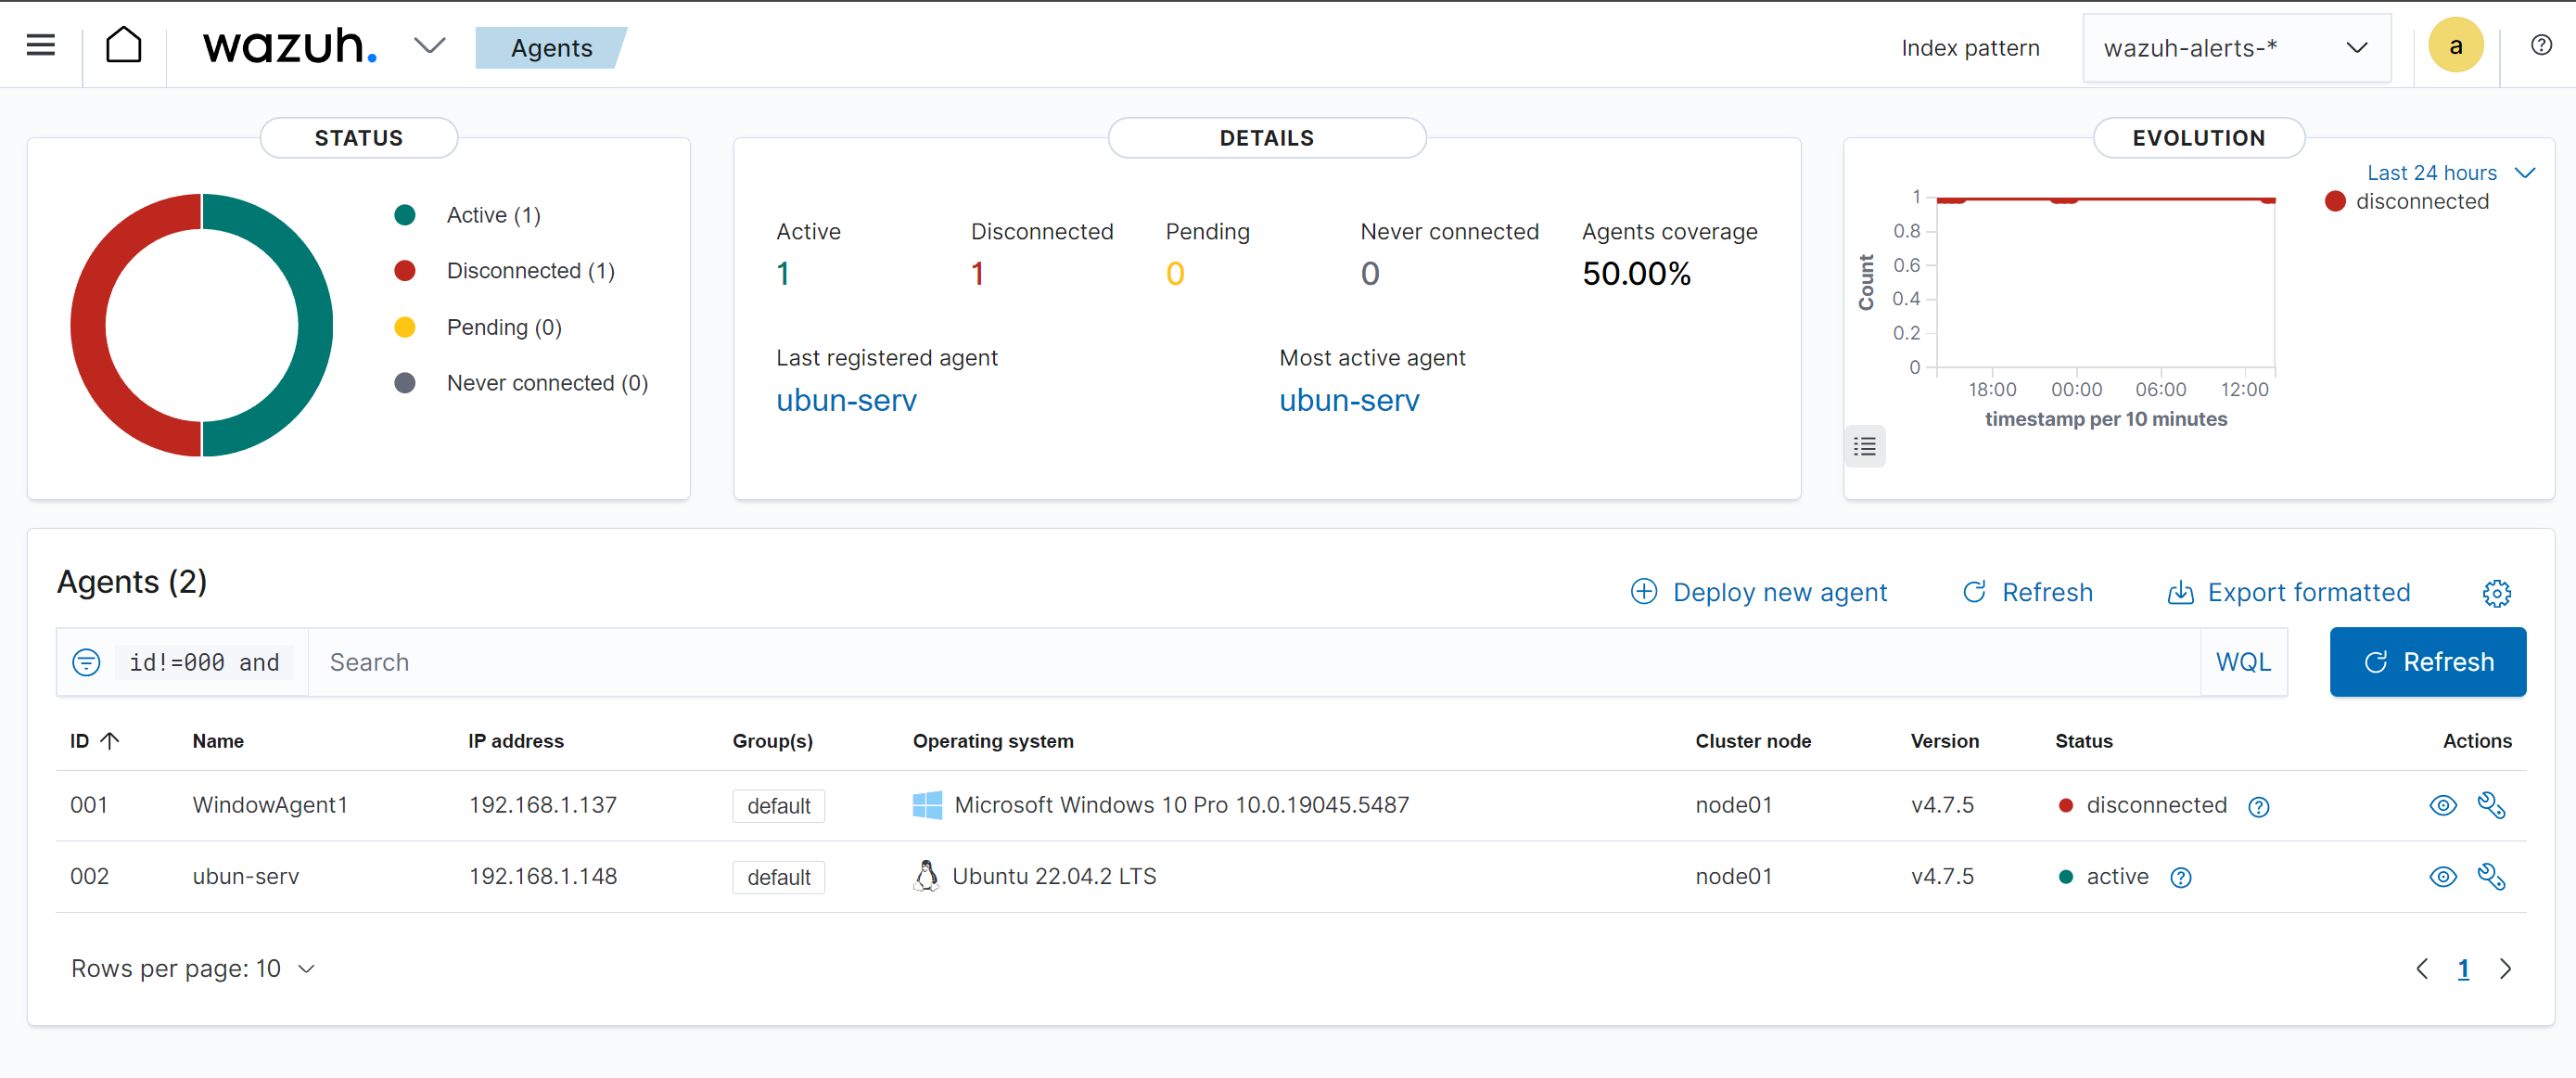 wazuh. Agents Index pattern wazuh-alerts-* a
STATUS
Active (1)
Disconnected (1)
Pending (0)
Never connected (0)
DETAILS
Active Disconnected Pending Never connected Agents coverage
1 1 0 0 50.00%
Last registered agent Most active agent
ubun-serv ubun-serv
EVOLUTION
Last 24 hours
disconnected
1
0.8
0.6
0.4
0.2
0
Count
18:00 00:00 06:00 12:00
timestamp per 10 minutes
Agents (2)
Deploy new agent Refresh Export formatted
id!=000 and Search WQL Refresh
ID Name IP address Group(s) Operating system Cluster node Version Status Actions
001 WindowAgent1 192.168.1.137 default Microsoft Windows 10 Pro 10.0.19045.5487 node01 v4.7.5 disconnected
002 ubun-serv 192.168.1.148 default Ubuntu 22.04.2 LTS node01 v4.7.5 active
Rows per page: 10 1